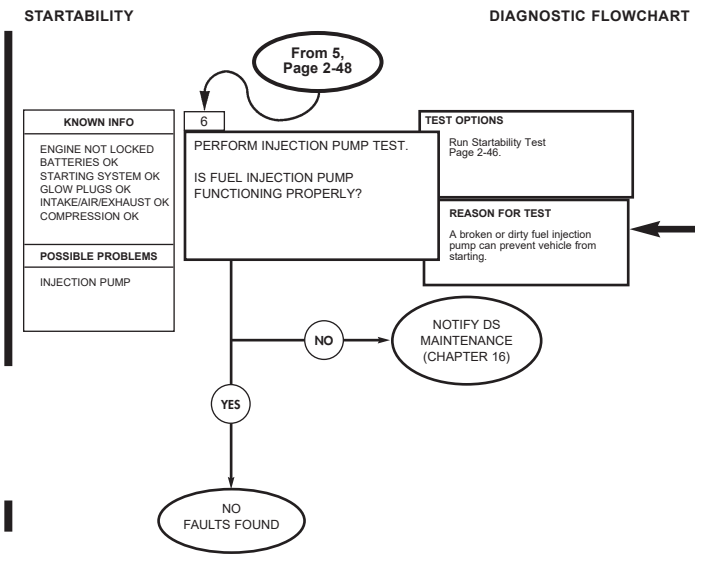 STARTABILITY
DIAGNOSTIC FLOWCHART
From 5,
Page 2-48
KNOWN INFO
ENGINE NOT LOCKED
BATTERIES OK
STARTING SYSTEM OK
GLOW PLUGS OK
INTAKE/AIR/EXHAUST OK
COMPRESSION OK
POSSIBLE PROBLEMS
INJECTION PUMP
6
PERFORM INJECTION PUMP TEST.
IS FUEL INJECTION PUMP
FUNCTIONING PROPERLY?
TEST OPTIONS
Run Startability Test
Page 2-46.
REASON FOR TEST
A broken or dirty fuel injection
pump can prevent vehicle from
starting.
NO
NOTIFY DS
MAINTENANCE
(CHAPTER 16)
YES
NO
FAULTS FOUND